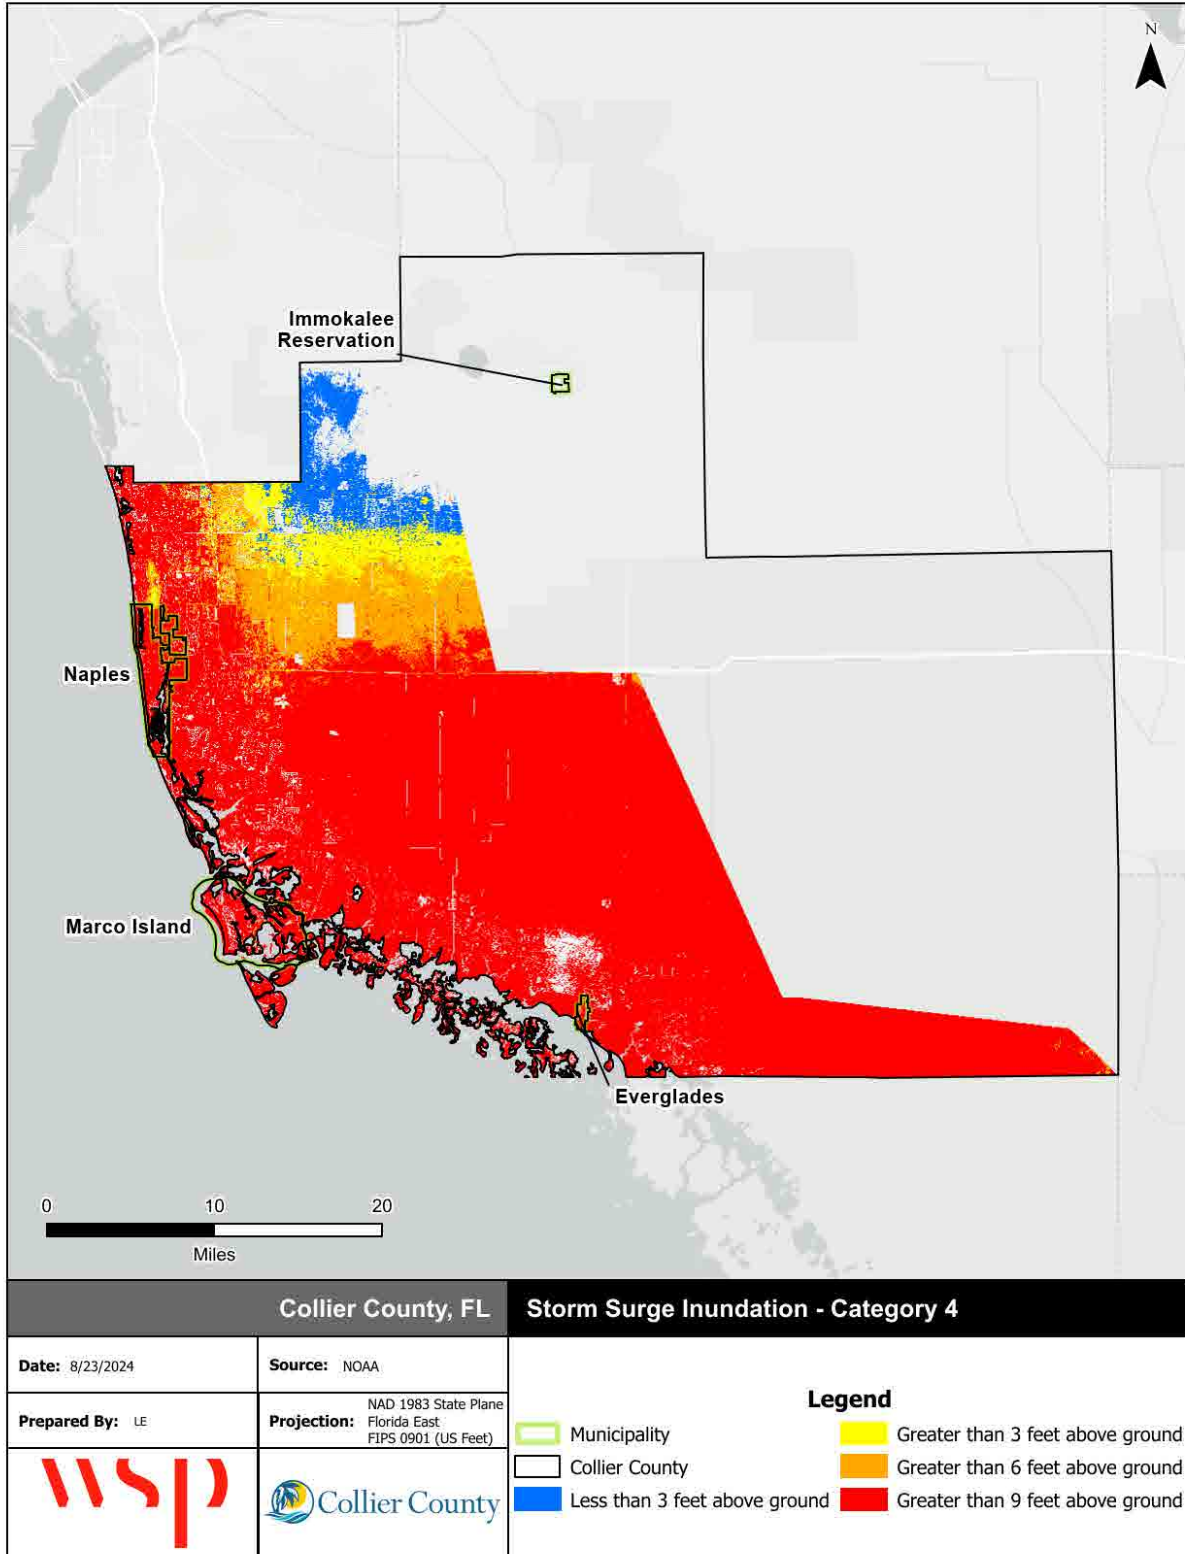 N
Immokalee
Reservation
Naples
Marco Island
Everglades
0 10 20
Miles
Collier County, FL
Storm Surge Inundation - Category 4
Date: 8/23/2024
Source: NOAA
Prepared By: LE
Projection: NAD 1983 State Plane
Florida East
FIPS 0901 (US Feet)
wsp
Collier County
Legend
Municipality
Collier County
Less than 3 feet above ground
Greater than 3 feet above ground
Greater than 6 feet above ground
Greater than 9 feet above ground